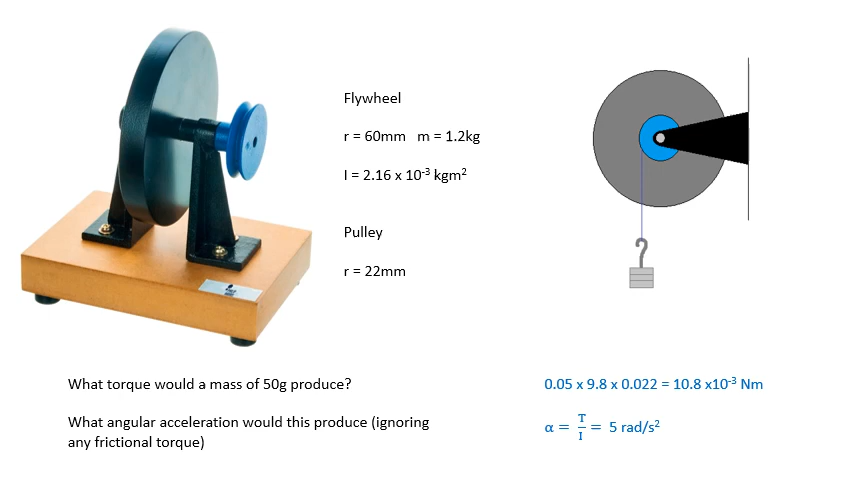 Flywheel
r = 60mm m = 1.2kg
I = 2.16 x 10⁻³ kgm²
Pulley
r = 22mm
What torque would a mass of 50g produce?
0.05 x 9.8 x 0.022 = 10.8 x10⁻³ Nm
What angular acceleration would this produce (ignoring
any frictional torque)
α = T/I = 5 rad/s²